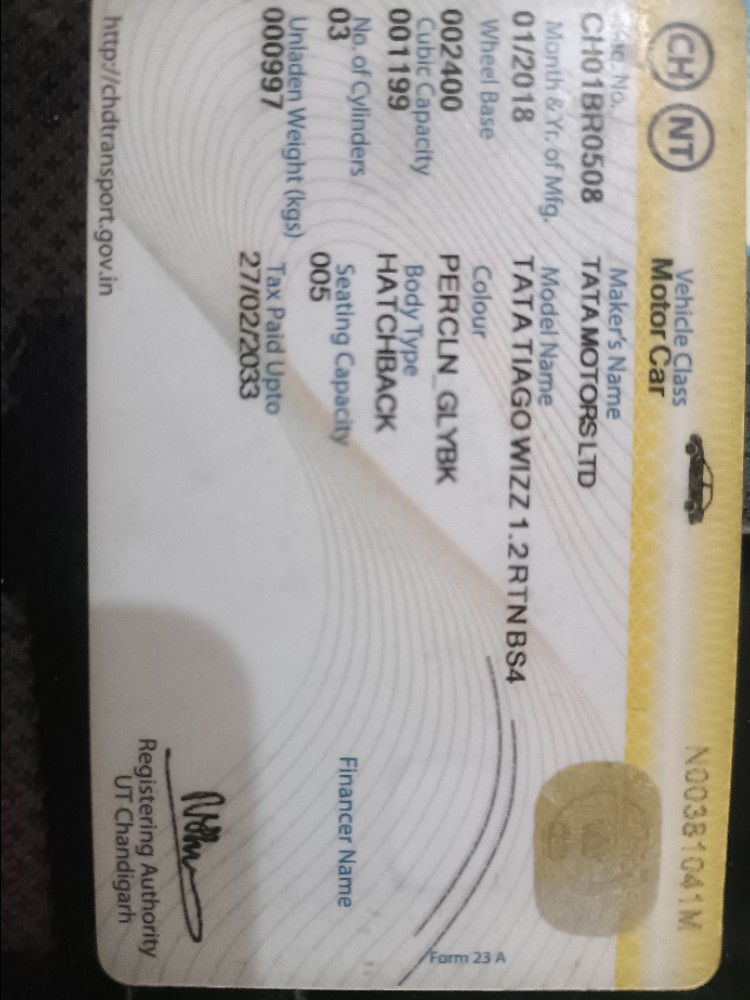 CH NT
Vehicle Class
Motor Car
N00381041M
No.
Maker's Name
CH01BR0508
TATA MOTORS LTD
Month & Yr. of Mfg.
Model Name
01/2018
TATA TIAGO WIZZ 1.2 RTN BS4
Wheel Base
Colour
002400
PERCLN_GLYBK
Cubic Capacity
Body Type
001199
HATCHBACK
No. of Cylinders
Seating Capacity
Financer Name
03
005
Unladen Weight (kgs)
Tax Paid Upto
000997
27/02/2033
Form 23 A
Registering Authority
UT Chandigarh
http://chdtransport.gov.in